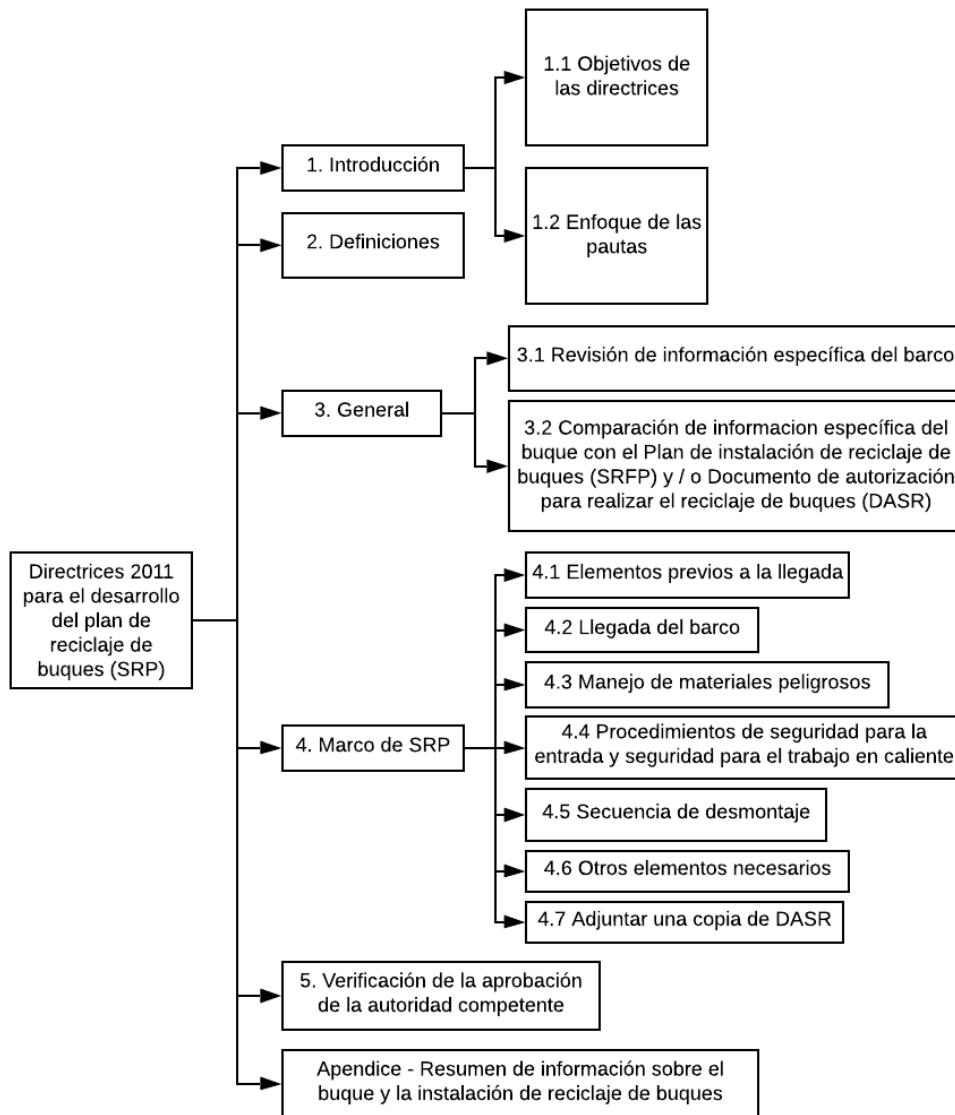 Directrices 2011
para el desarrollo
del plan de
reciclaje de
buques (SRP)
1. Introducción
1.1 Objetivos de
las directrices
1.2 Enfoque de las
pautas
2. Definiciones
3. General
3.1 Revisión de información específica del barco
3.2 Comparación de informacion específica del
buque con el Plan de instalación de reciclaje de
buques (SRFP) y / o Documento de autorización
para realizar el reciclaje de buques (DASR)
4. Marco de SRP
4.1 Elementos previos a la llegada
4.2 Llegada del barco
4.3 Manejo de materiales peligrosos
4.4 Procedimientos de seguridad para la
entrada y seguridad para el trabajo en caliente
4.5 Secuencia de desmontaje
4.6 Otros elementos necesarios
4.7 Adjuntar una copia de DASR
5. Verificación de la aprobación
de la autoridad competente
Apendice - Resumen de información sobre el
buque y la instalación de reciclaje de buques